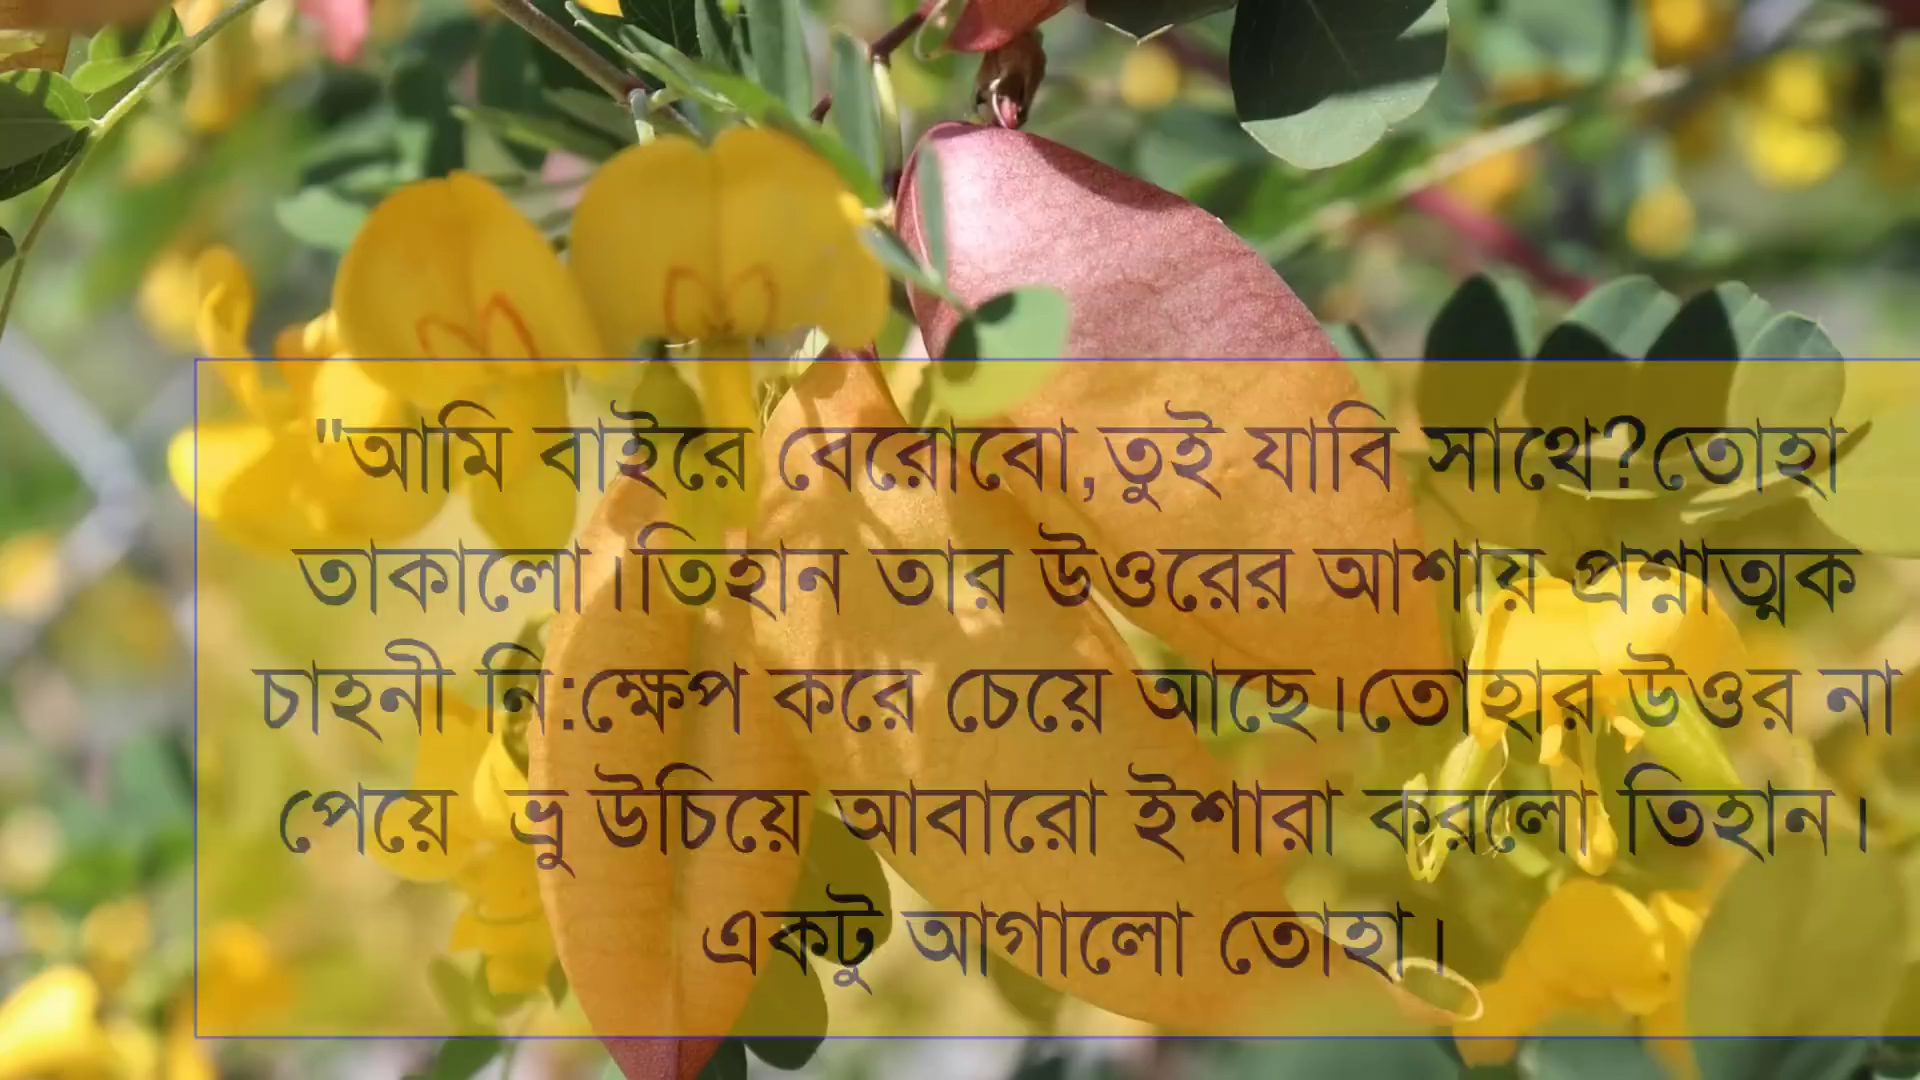 "আমি বাইরে বেরোবো,তুই যাবি সাথে?তোহা
তাকালো।তিহান তার উওরের আশায় প্রশ্নাত্মক
চাহনী নি:ক্ষেপ করে চেয়ে আছে।তোহার উওর না
পেয়ে ভ্রু উচিয়ে আবারো ইশারা করলো তিহান।
একটু আগালো তোহা।